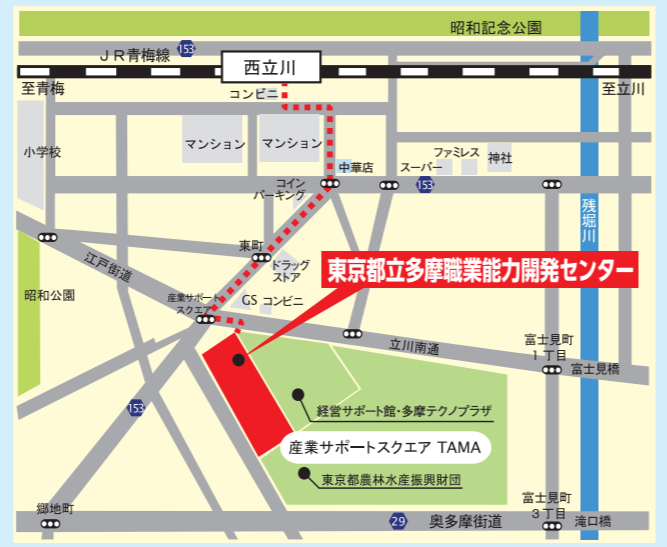 昭和記念公園
JR青梅線
153
西立川
至青梅
至立川
コンビニ
小学校
マンション
マンション
中華店
ファミレス
神社
スーパー
コイン
パーキング
153
残堀川
東町
ドラッグ
ストア
江戸街道
東京都立多摩職業能力開発センター
昭和公園
産業サポート
スクエア
GS
コンビニ
立川南通
富士見町
1丁目
富士見橋
153
経営サポート館・多摩テクノプラザ
産業サポートスクエア TAMA
東京都農林水産振興財団
郷地町
29
奥多摩街道
富士見町
3丁目
滝口橋